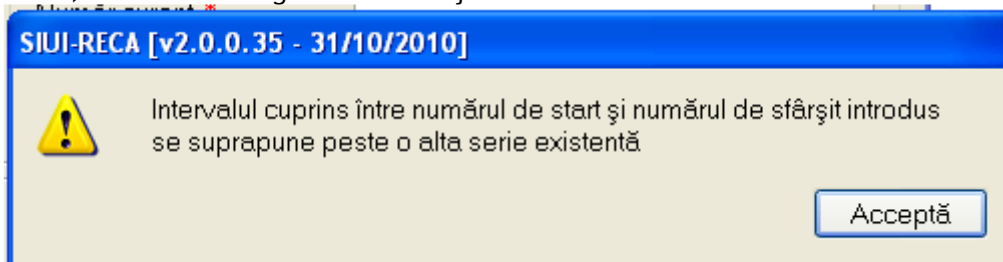 SIUI-RECA [v2.0.0.35 - 31/10/2010]
Intervalul cuprins între numărul de start şi numărul de sfârşit introdus
se suprapune peste o alta serie existentă
Acceptă